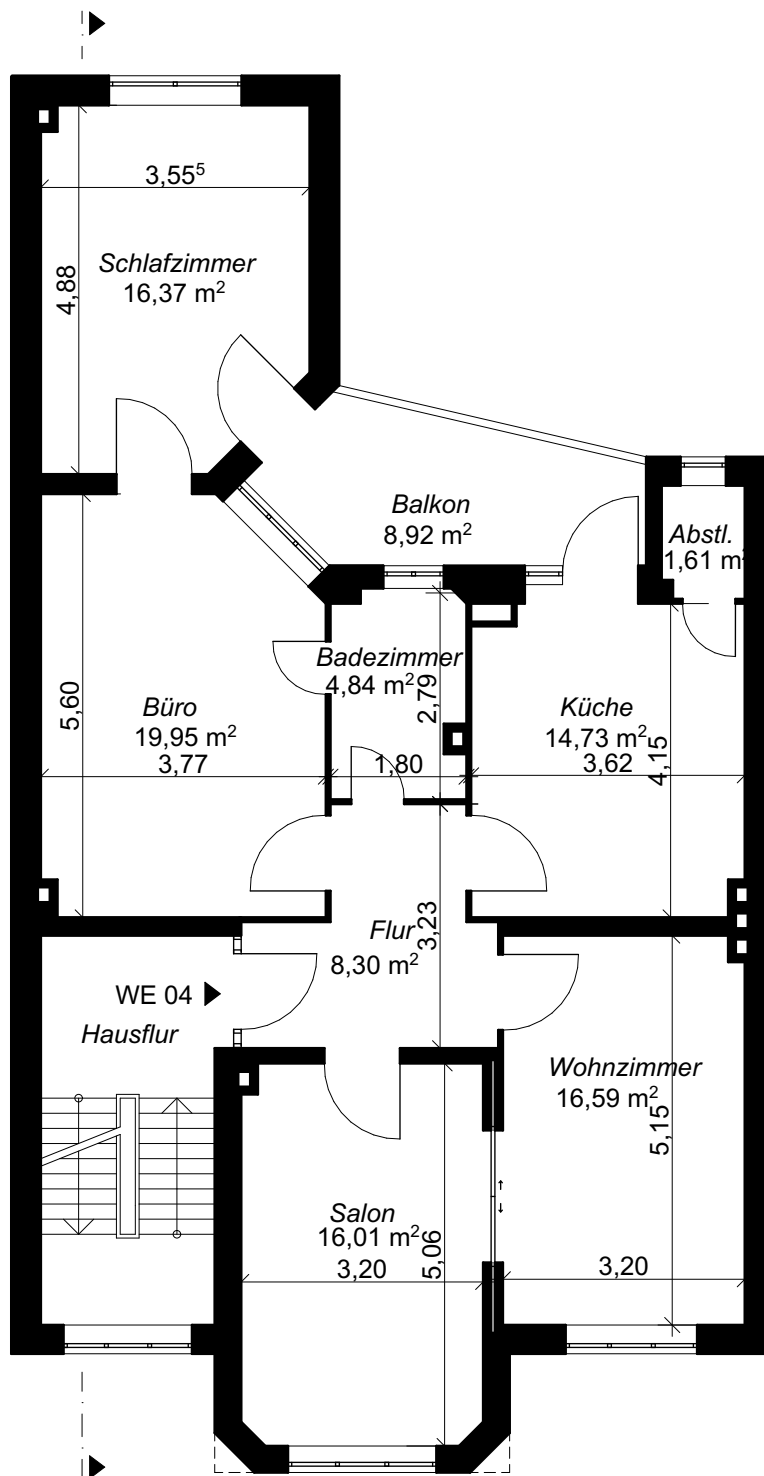 3,55⁵
Schlafzimmer
16,37 m²
4,88
Balkon
8,92 m²
Abstl.
1,61 m²
Badezimmer
4,84 m²
2,79
1,80
Büro
19,95 m²
3,77
5,60
Küche
14,73 m²
3,62
4,15
Flur
8,30 m²
3,23
WE 04
Hausflur
Wohnzimmer
16,59 m²
5,15
3,20
Salon
16,01 m²
3,20
5,06